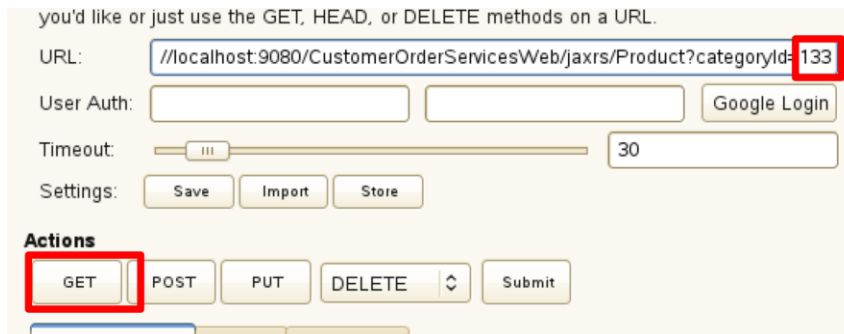 you'd like or just use the GET, HEAD, or DELETE methods on a URL.
URL: //localhost:9080/CustomerOrderServicesWeb/jaxrs/Product?categoryId=133
User Auth: Google Login
Timeout: 30
Settings: Save Import Store
Actions
GET POST PUT DELETE Submit